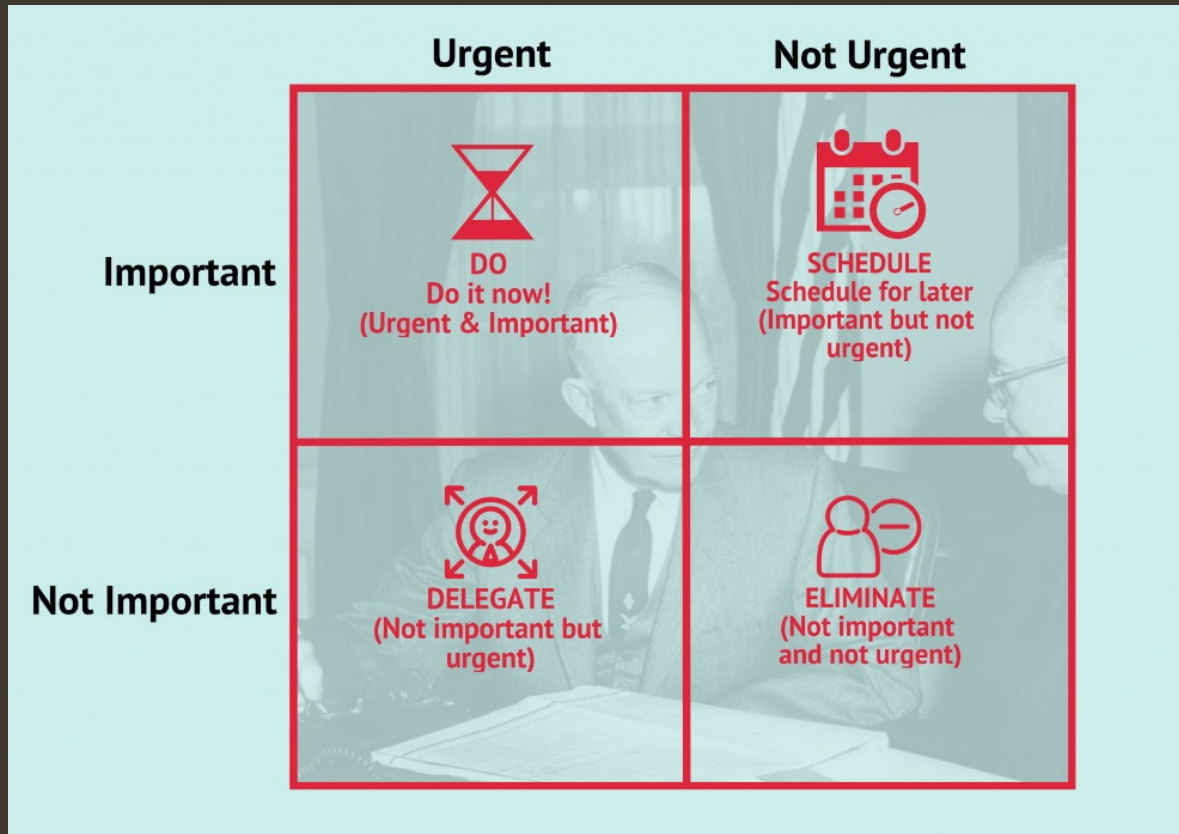 Urgent
Not Urgent
Important
DO
Do it now!
(Urgent & Important)
SCHEDULE
Schedule for later
(Important but not
urgent)
Not Important
DELEGATE
(Not important but
urgent)
ELIMINATE
(Not important
and not urgent)